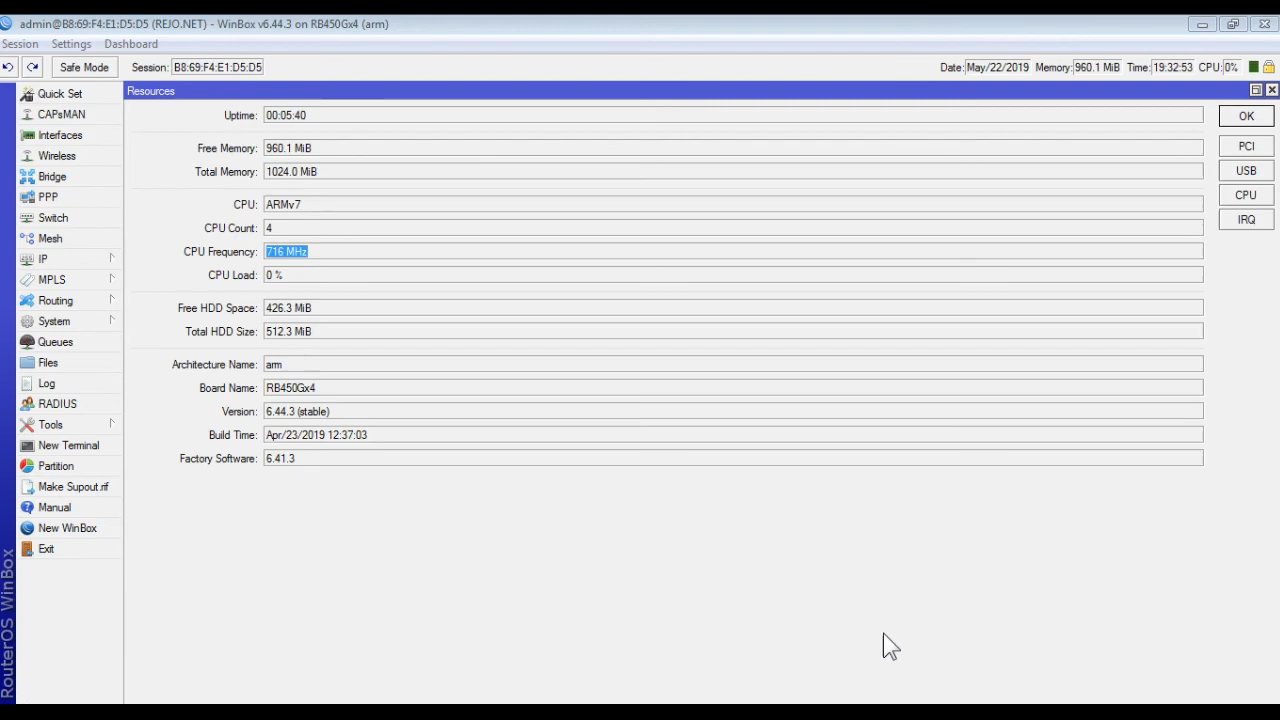 admin@B8:69:F4:E1:D5:D5 (REJO.NET) - WinBox v6.44.3 on RB450Gx4 (arm)
Session Settings Dashboard
Safe Mode Session: B8:69:F4:E1:D5:D5 Date: May/22/2019 Memory: 960.1 MiB Time: 19:32:53 CPU: 0%
Quick Set
CAPsMAN
Interfaces
Wireless
Bridge
PPP
Switch
Mesh
IP
MPLS
Routing
System
Queues
Files
Log
RADIUS
Tools
New Terminal
Partition
Make Supout.rif
Manual
New WinBox
Exit
RouterOS WinBox
Resources
Uptime: 00:05:40
Free Memory: 960.1 MiB
Total Memory: 1024.0 MiB
CPU: ARMv7
CPU Count: 4
CPU Frequency: 716 MHz
CPU Load: 0 %
Free HDD Space: 426.3 MiB
Total HDD Size: 512.3 MiB
Architecture Name: arm
Board Name: RB450Gx4
Version: 6.44.3 (stable)
Build Time: Apr/23/2019 12:37:03
Factory Software: 6.41.3
OK
PCI
USB
CPU
IRQ